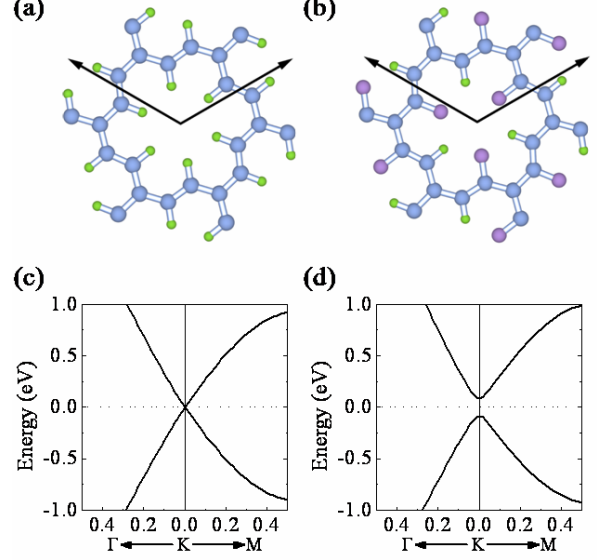 (a) (b)
(c) (d)
1.0 1.0
0.5 0.5
0.0 0.0
-0.5 -0.5
-1.0 -1.0
Energy (eV) Energy (eV)
0.4 0.2 0.0 0.2 0.4 0.4 0.2 0.0 0.2 0.4
Γ K M Γ K M